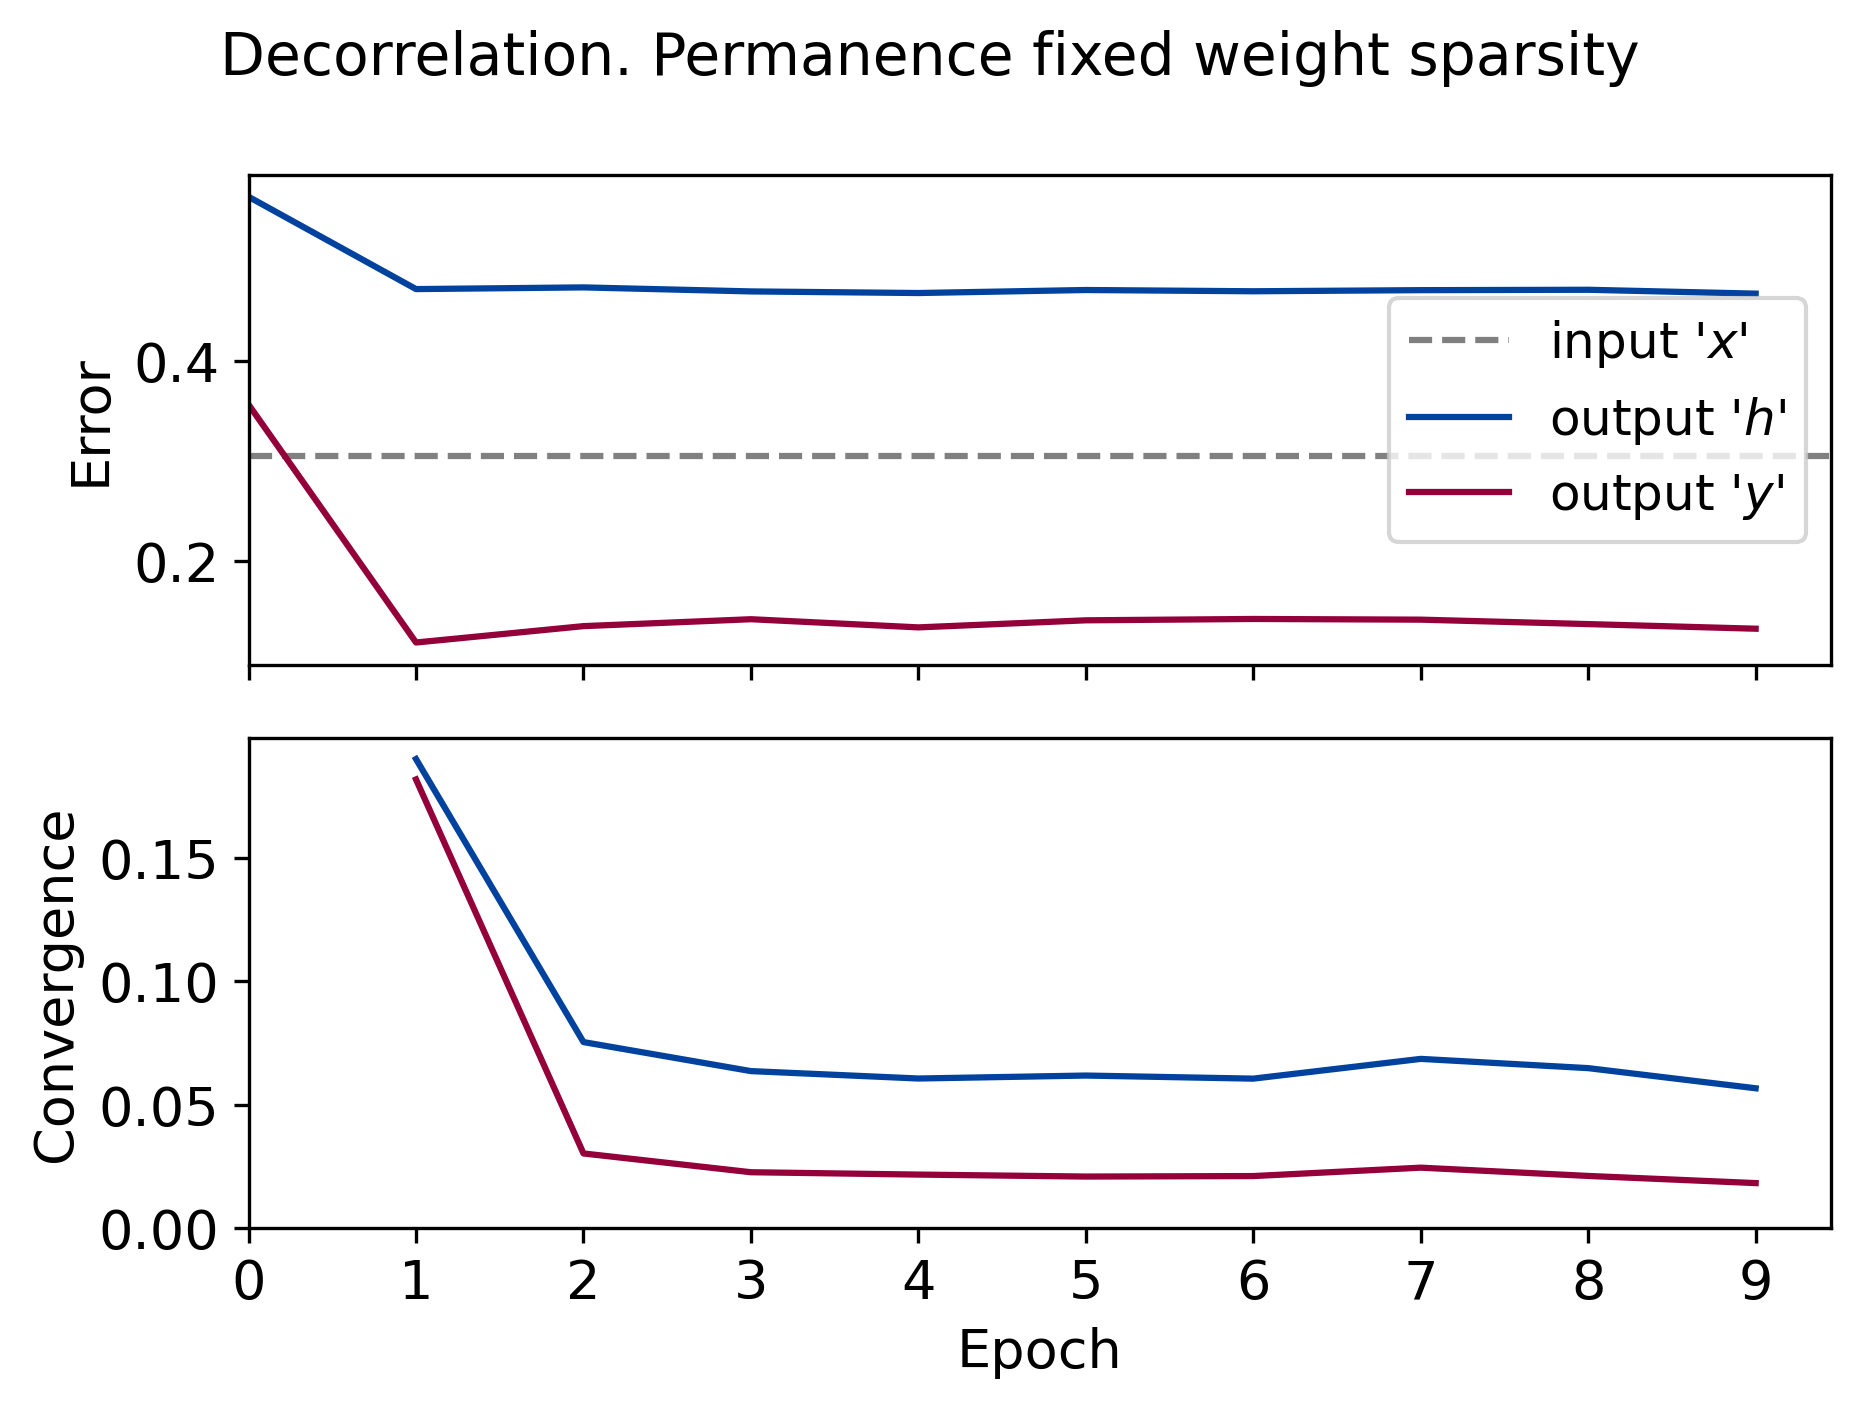 Decorrelation. Permanence fixed weight sparsity
Error
0.4
0.2
input 'x'
output 'h'
output 'y'
Convergence
0.15
0.10
0.05
0.00
0 1 2 3 4 5 6 7 8 9
Epoch